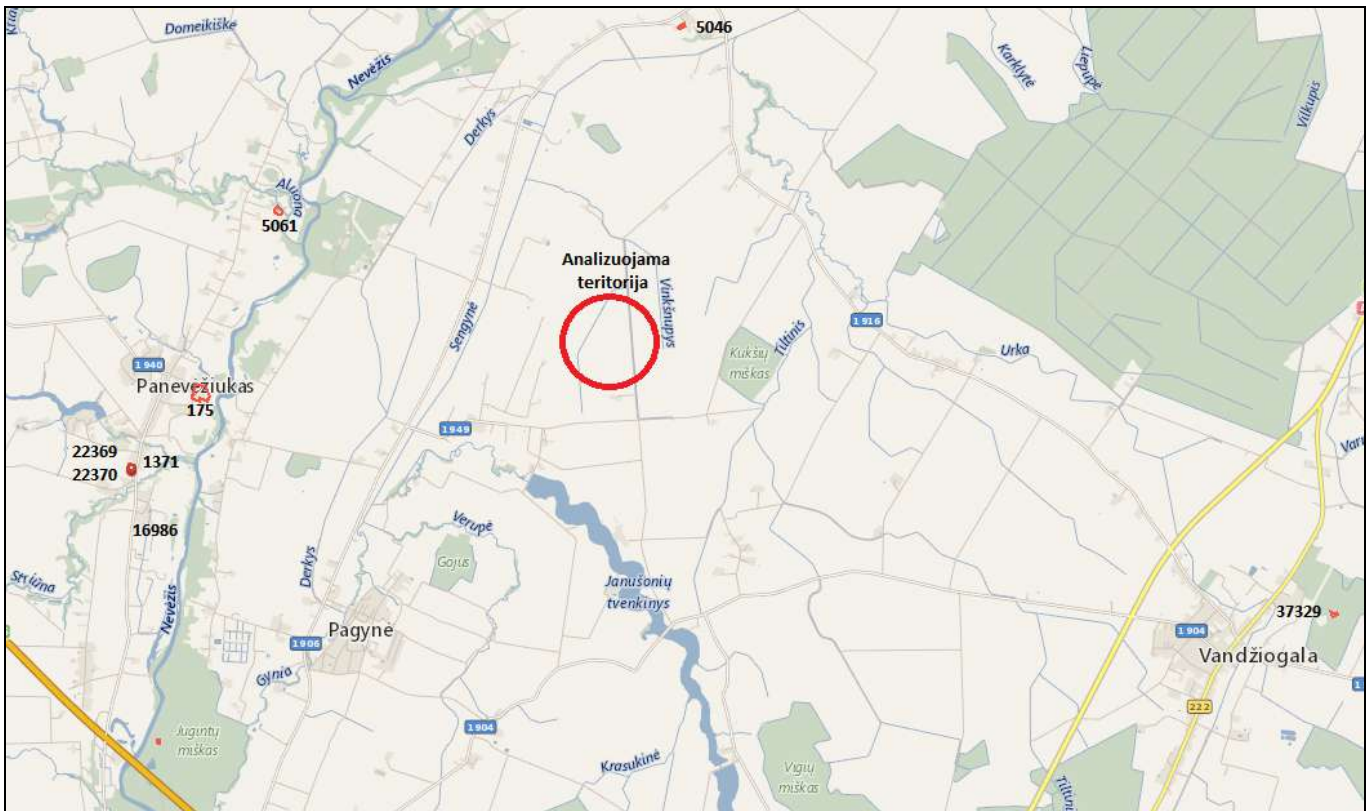 Domeikiškė
Nevėžis
5046
Karklytė
Liepupė
Vilkupis
Derkys
Aluona
5061
Analizuojama
teritorija
Vinkšnupys
Sengynė
Tiltinis
1916
Urka
Kukšių
miškas
1940
Panevėžiukas
175
1949
22369
1371
22370
16986
Verupė
Gojus
Derkys
Nevėžis
Janušonių
tvenkinys
37329
Pagynė
1906
1904
Vandžiogala
Gynia
222
1904
Jugintų
miškas
Krasukinė
Vigių
miškas